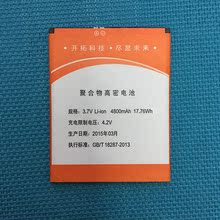 开拓科技·尽显未来
聚合物高密电池
规格：3.7V Li-ion 4800mAh 17.76Wh
充电限制电压：4.2V
生产日期：2015年03月
执行标准：GB/T 18287-2013